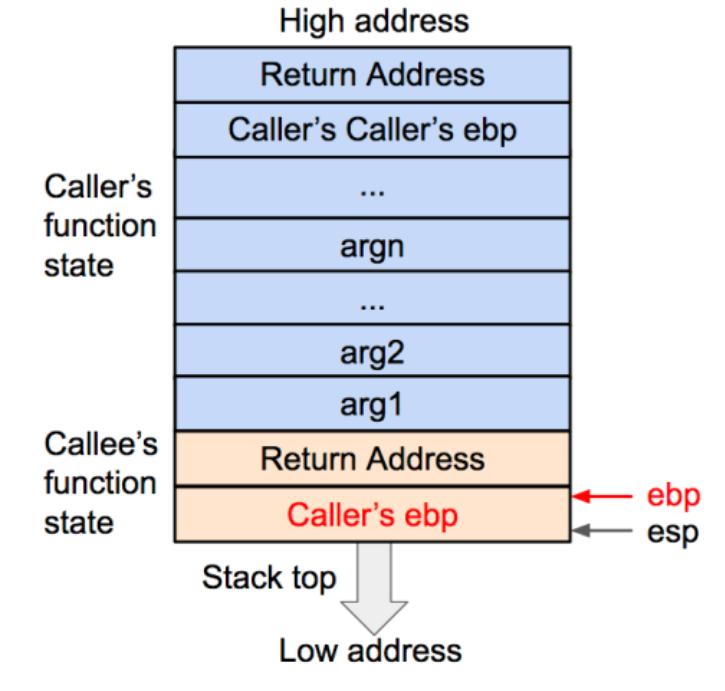 High address
Return Address
Caller's Caller's ebp
...
Caller's
function
state
argn
...
arg2
arg1
Callee's
function
state
Return Address
Caller's ebp
ebp
esp
Stack top
Low address